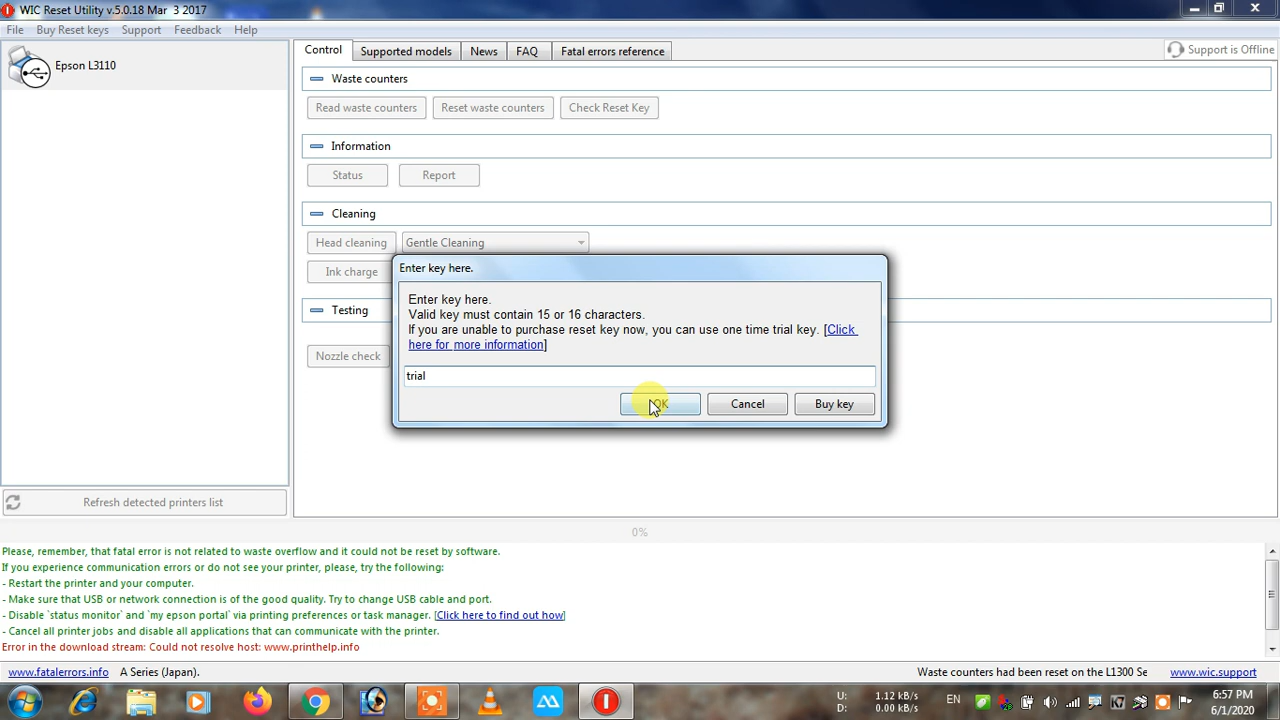 WIC Reset Utility v.5.0.18 Mar 3 2017
File Buy Reset keys Support Feedback Help
Epson L3110
Control Supported models News FAQ Fatal errors reference Support is Offline
Waste counters
Read waste counters Reset waste counters Check Reset Key
Information
Status Report
Cleaning
Head cleaning Gentle Cleaning
Ink charge
Testing
Nozzle check
Enter key here.
Enter key here.
Valid key must contain 15 or 16 characters.
If you are unable to purchase reset key now, you can use one time trial key. [Click
here for more information]
trial
OK Cancel Buy key
Refresh detected printers list
0%
Please, remember, that fatal error is not related to waste overflow and it could not be reset by software.
If you experience communication errors or do not see your printer, please, try the following:
- Restart the printer and your computer.
- Make sure that USB or network connection is of the good quality. Try to change USB cable and port.
- Disable `status monitor` and `my epson portal` via printing preferences or task manager. [Click here to find out how]
- Cancel all printer jobs and disable all applications that can communicate with the printer.
Error in the download stream: Could not resolve host: www.printhelp.info
www.fatalerrors.info A Series (Japan). Waste counters had been reset on the L1300 Se www.wic.support
U: 1.12 kB/s
D: 0.00 kB/s
EN
6:57 PM
6/1/2020